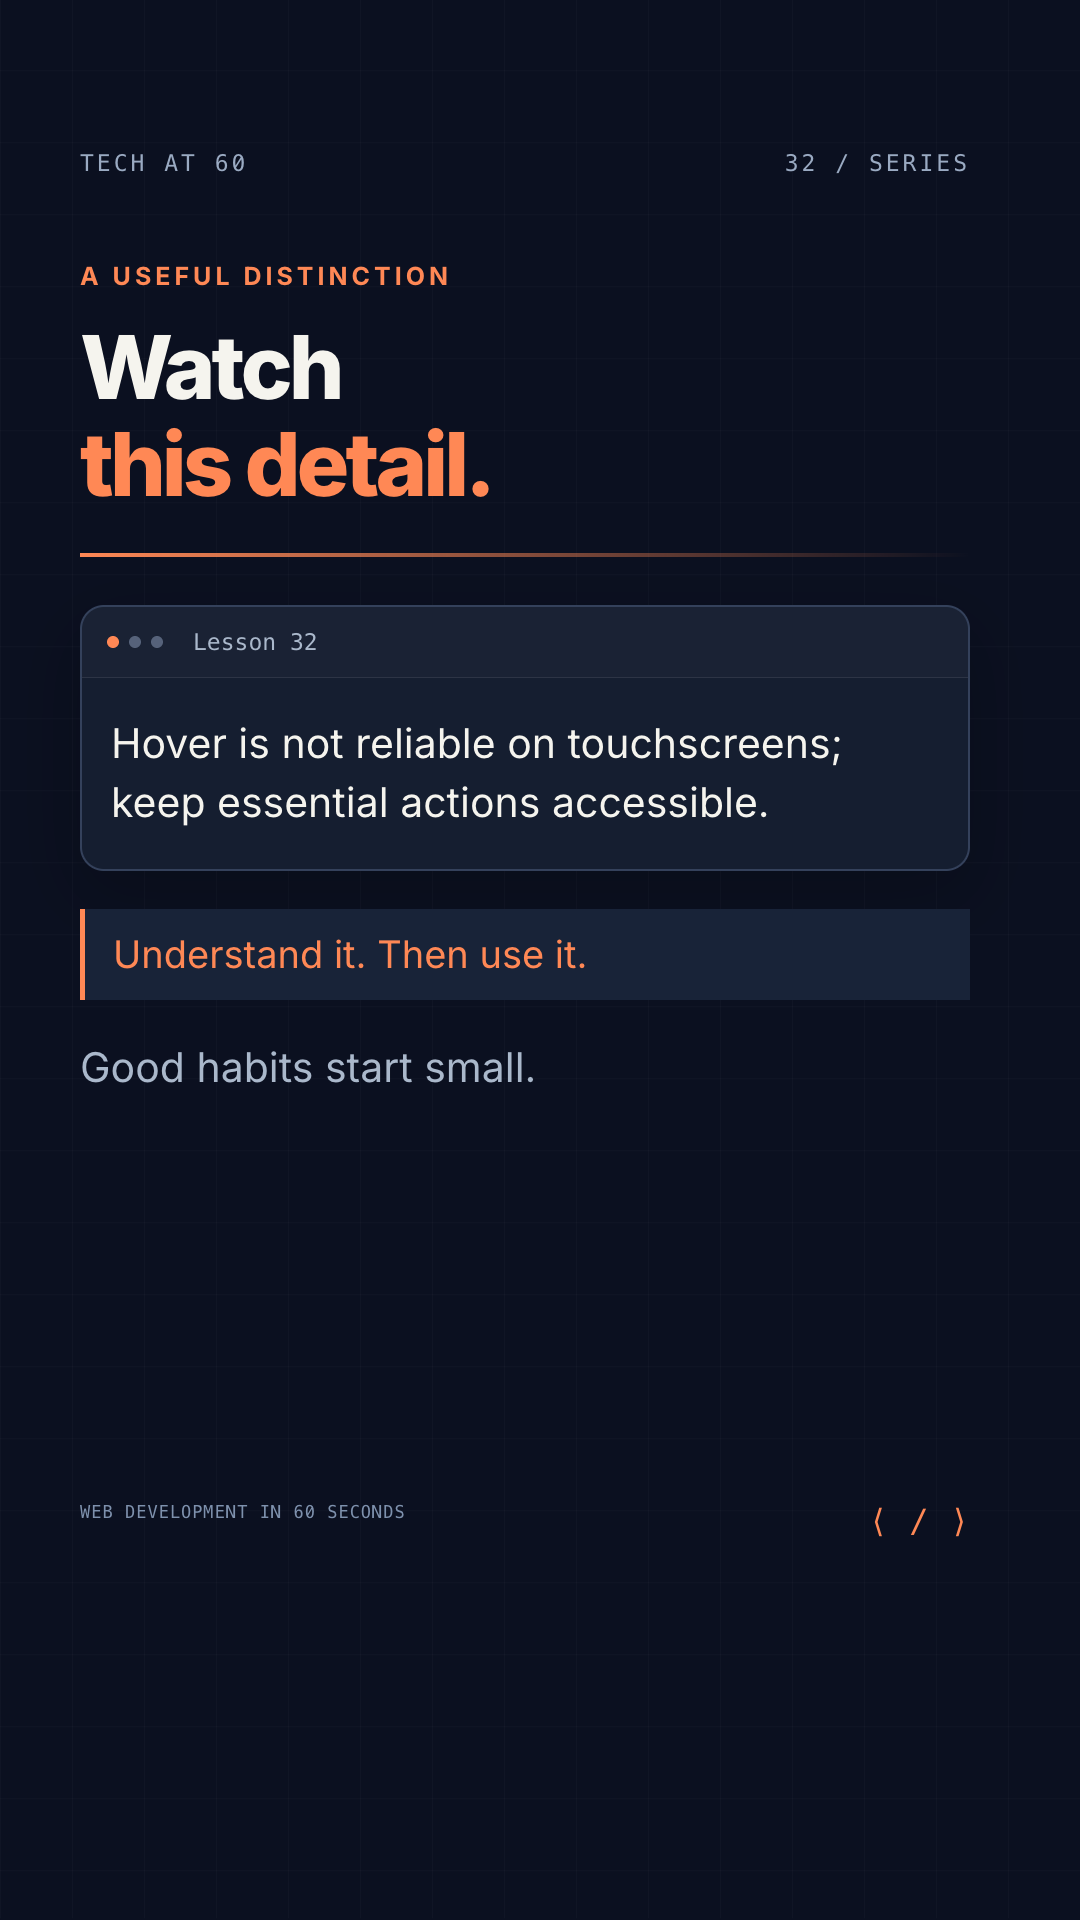 TECH AT 60
32 / SERIES
A USEFUL DISTINCTION
Watch
this detail.
Lesson 32
Hover is not reliable on touchscreens;
keep essential actions accessible.
Understand it. Then use it.
Good habits start small.
WEB DEVELOPMENT IN 60 SECONDS
⟨ / ⟩